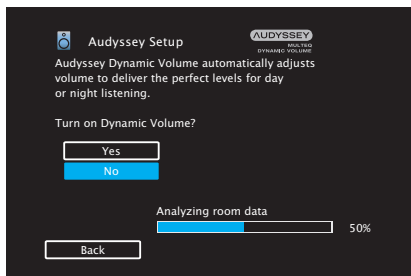 Audyssey Setup
AUDYSSEY
MULTEQ
DYNAMIC VOLUME
Audyssey Dynamic Volume automatically adjusts
volume to deliver the perfect levels for day
or night listening.
Turn on Dynamic Volume?
Yes
No
Analyzing room data
50%
Back